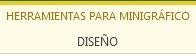 HERRAMIENTAS PARA MINIGRÁFICO
DISEÑO